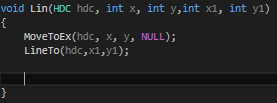 void Lin(HDC hdc, int x, int y,int x1, int y1)
{
MoveToEx(hdc, x, y, NULL);
LineTo(hdc,x1,y1);
}